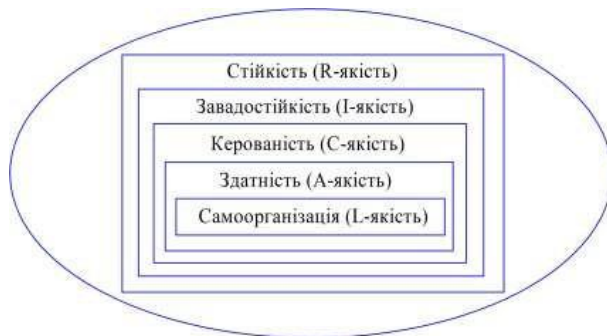 Стійкість (R-якість)
Завадостійкість (I-якість)
Керованість (C-якість)
Здатність (A-якість)
Самоорганізація (L-якість)